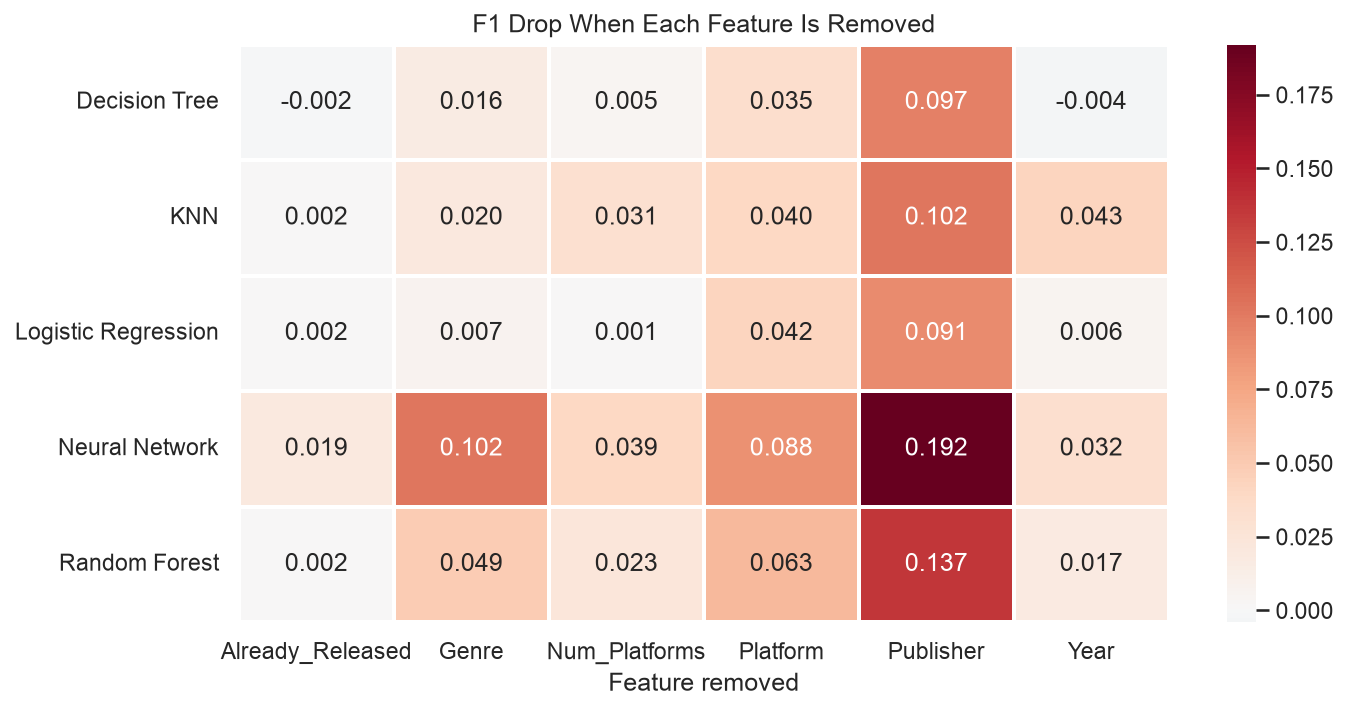 F1 Drop When Each Feature Is Removed
Decision Tree -0.002 0.016 0.005 0.035 0.097 -0.004
KNN 0.002 0.020 0.031 0.040 0.102 0.043
Logistic Regression 0.002 0.007 0.001 0.042 0.091 0.006
Neural Network 0.019 0.102 0.039 0.088 0.192 0.032
Random Forest 0.002 0.049 0.023 0.063 0.137 0.017
Already_Released Genre Num_Platforms Platform Publisher Year
Feature removed
0.175
0.150
0.125
0.100
0.075
0.050
0.025
0.000